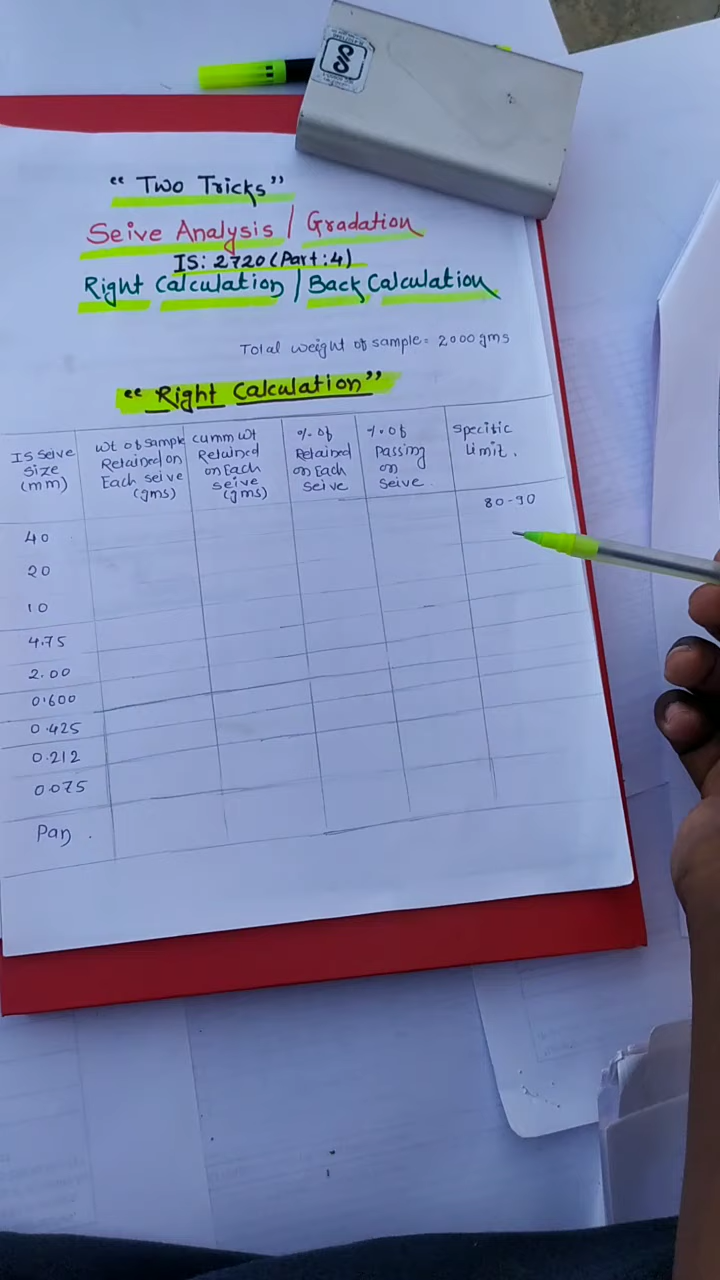 “ Two Tricks”
Seive Analysis / Gradation
IS: 2720 (Part:4)
Right Calculation / Back Calculation
Total weight of sample = 2000 gms
“ Right Calculation”
IS Seive Size (mm)
Wt of Sample Retained on Each seive (gms)
cumm wt Retained on Each seive (gms)
% of Retained on Each Seive
% of Passing on Seive.
Specific Limit.
80-90
40
20
10
4.75
2.00
0.600
0.425
0.212
0.075
Pan .